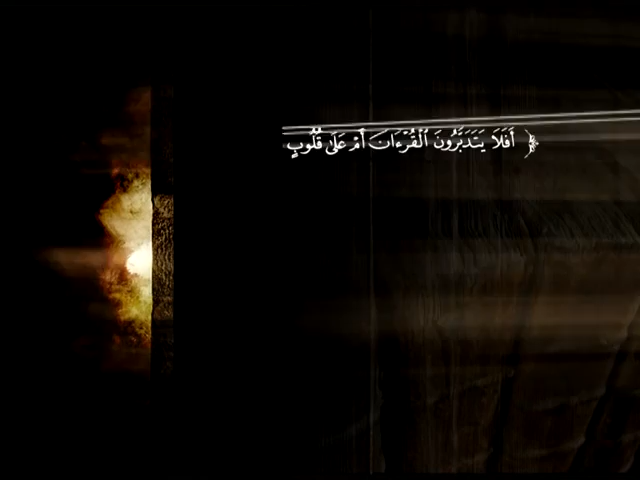 ﴿ أَفَلَا يَتَدَبَّرُونَ ٱلْقُرْءَانَ أَمْ عَلَىٰ قُلُوبٍ